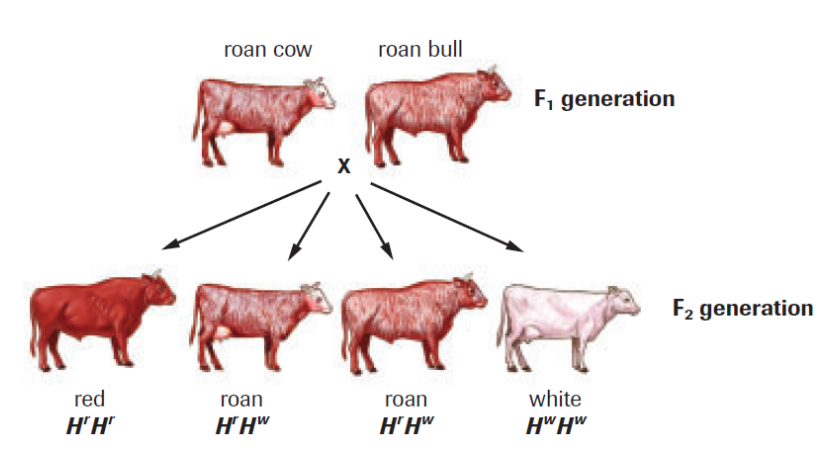 roan cow roan bull
F₁ generation
X
F₂ generation
red roan roan white
HʳHʳ HʳHʷ HʳHʷ HʷHʷ